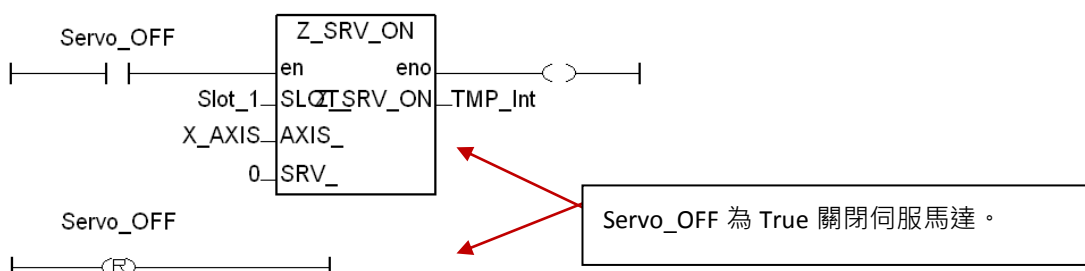 Servo_OFF
Z_SRV_ON
en eno
Slot_1 SLOT_ Z_SRV_ON TMP_Int
X_AXIS AXIS_
0 SRV_
Servo_OFF
R
Servo_OFF 為 True 關閉伺服馬達。